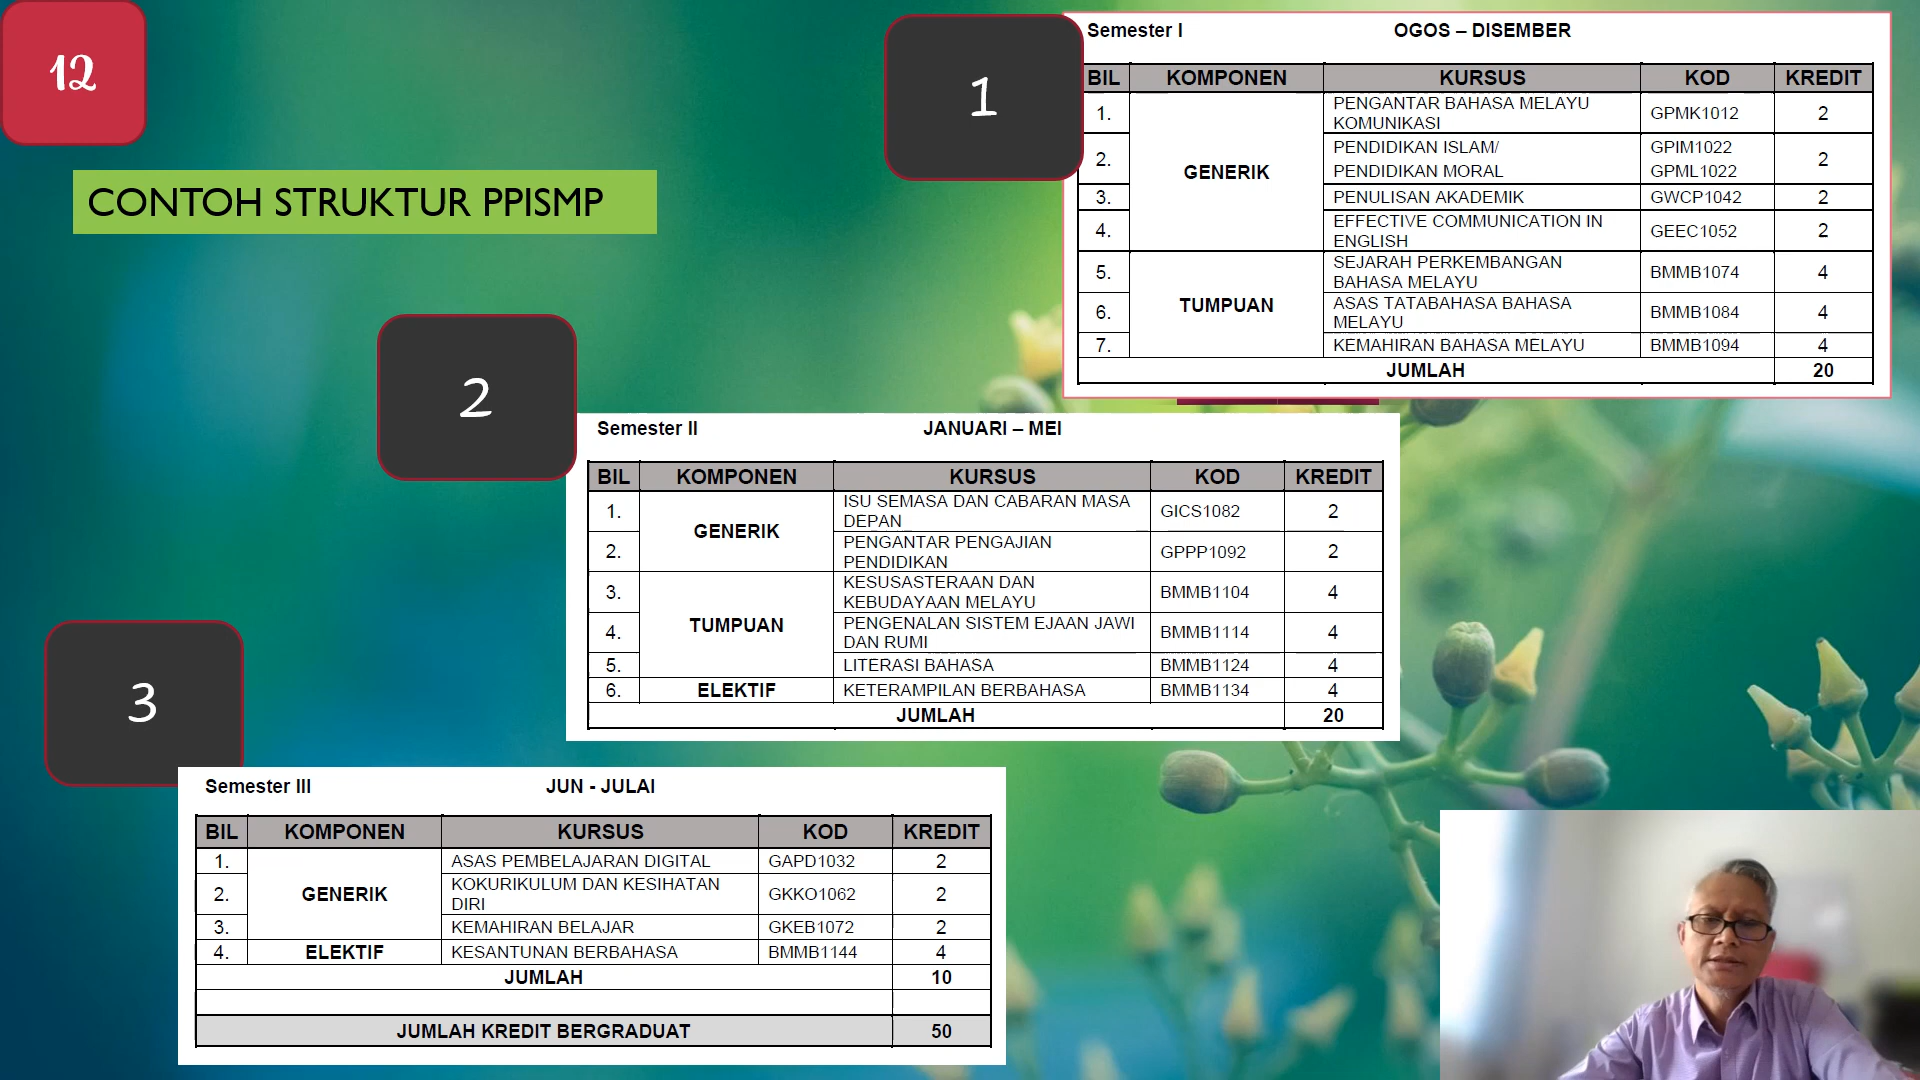 12
CONTOH STRUKTUR PPISMP
1
Semester I OGOS – DISEMBER
BIL KOMPONEN KURSUS KOD KREDIT
1. GENERIK PENGANTAR BAHASA MELAYU KOMUNIKASI GPMK1012 2
2. PENDIDIKAN ISLAM/ GPIM1022 2
PENDIDIKAN MORAL GPML1022
3. PENULISAN AKADEMIK GWCP1042 2
4. EFFECTIVE COMMUNICATION IN ENGLISH GEEC1052 2
5. TUMPUAN SEJARAH PERKEMBANGAN BAHASA MELAYU BMMB1074 4
6. ASAS TATABAHASA BAHASA MELAYU BMMB1084 4
7. KEMAHIRAN BAHASA MELAYU BMMB1094 4
JUMLAH 20
2
Semester II JANUARI – MEI
BIL KOMPONEN KURSUS KOD KREDIT
1. GENERIK ISU SEMASA DAN CABARAN MASA DEPAN GICS1082 2
2. PENGANTAR PENGAJIAN PENDIDIKAN GPPP1092 2
3. TUMPUAN KESUSASTERAAN DAN KEBUDAYAAN MELAYU BMMB1104 4
4. PENGENALAN SISTEM EJAAN JAWI DAN RUMI BMMB1114 4
5. LITERASI BAHASA BMMB1124 4
6. ELEKTIF KETERAMPILAN BERBAHASA BMMB1134 4
JUMLAH 20
3
Semester III JUN - JULAI
BIL KOMPONEN KURSUS KOD KREDIT
1. GENERIK ASAS PEMBELAJARAN DIGITAL GAPD1032 2
2. KOKURIKULUM DAN KESIHATAN DIRI GKKO1062 2
3. KEMAHIRAN BELAJAR GKEB1072 2
4. ELEKTIF KESANTUNAN BERBAHASA BMMB1144 4
JUMLAH 10
JUMLAH KREDIT BERGRADUAT 50